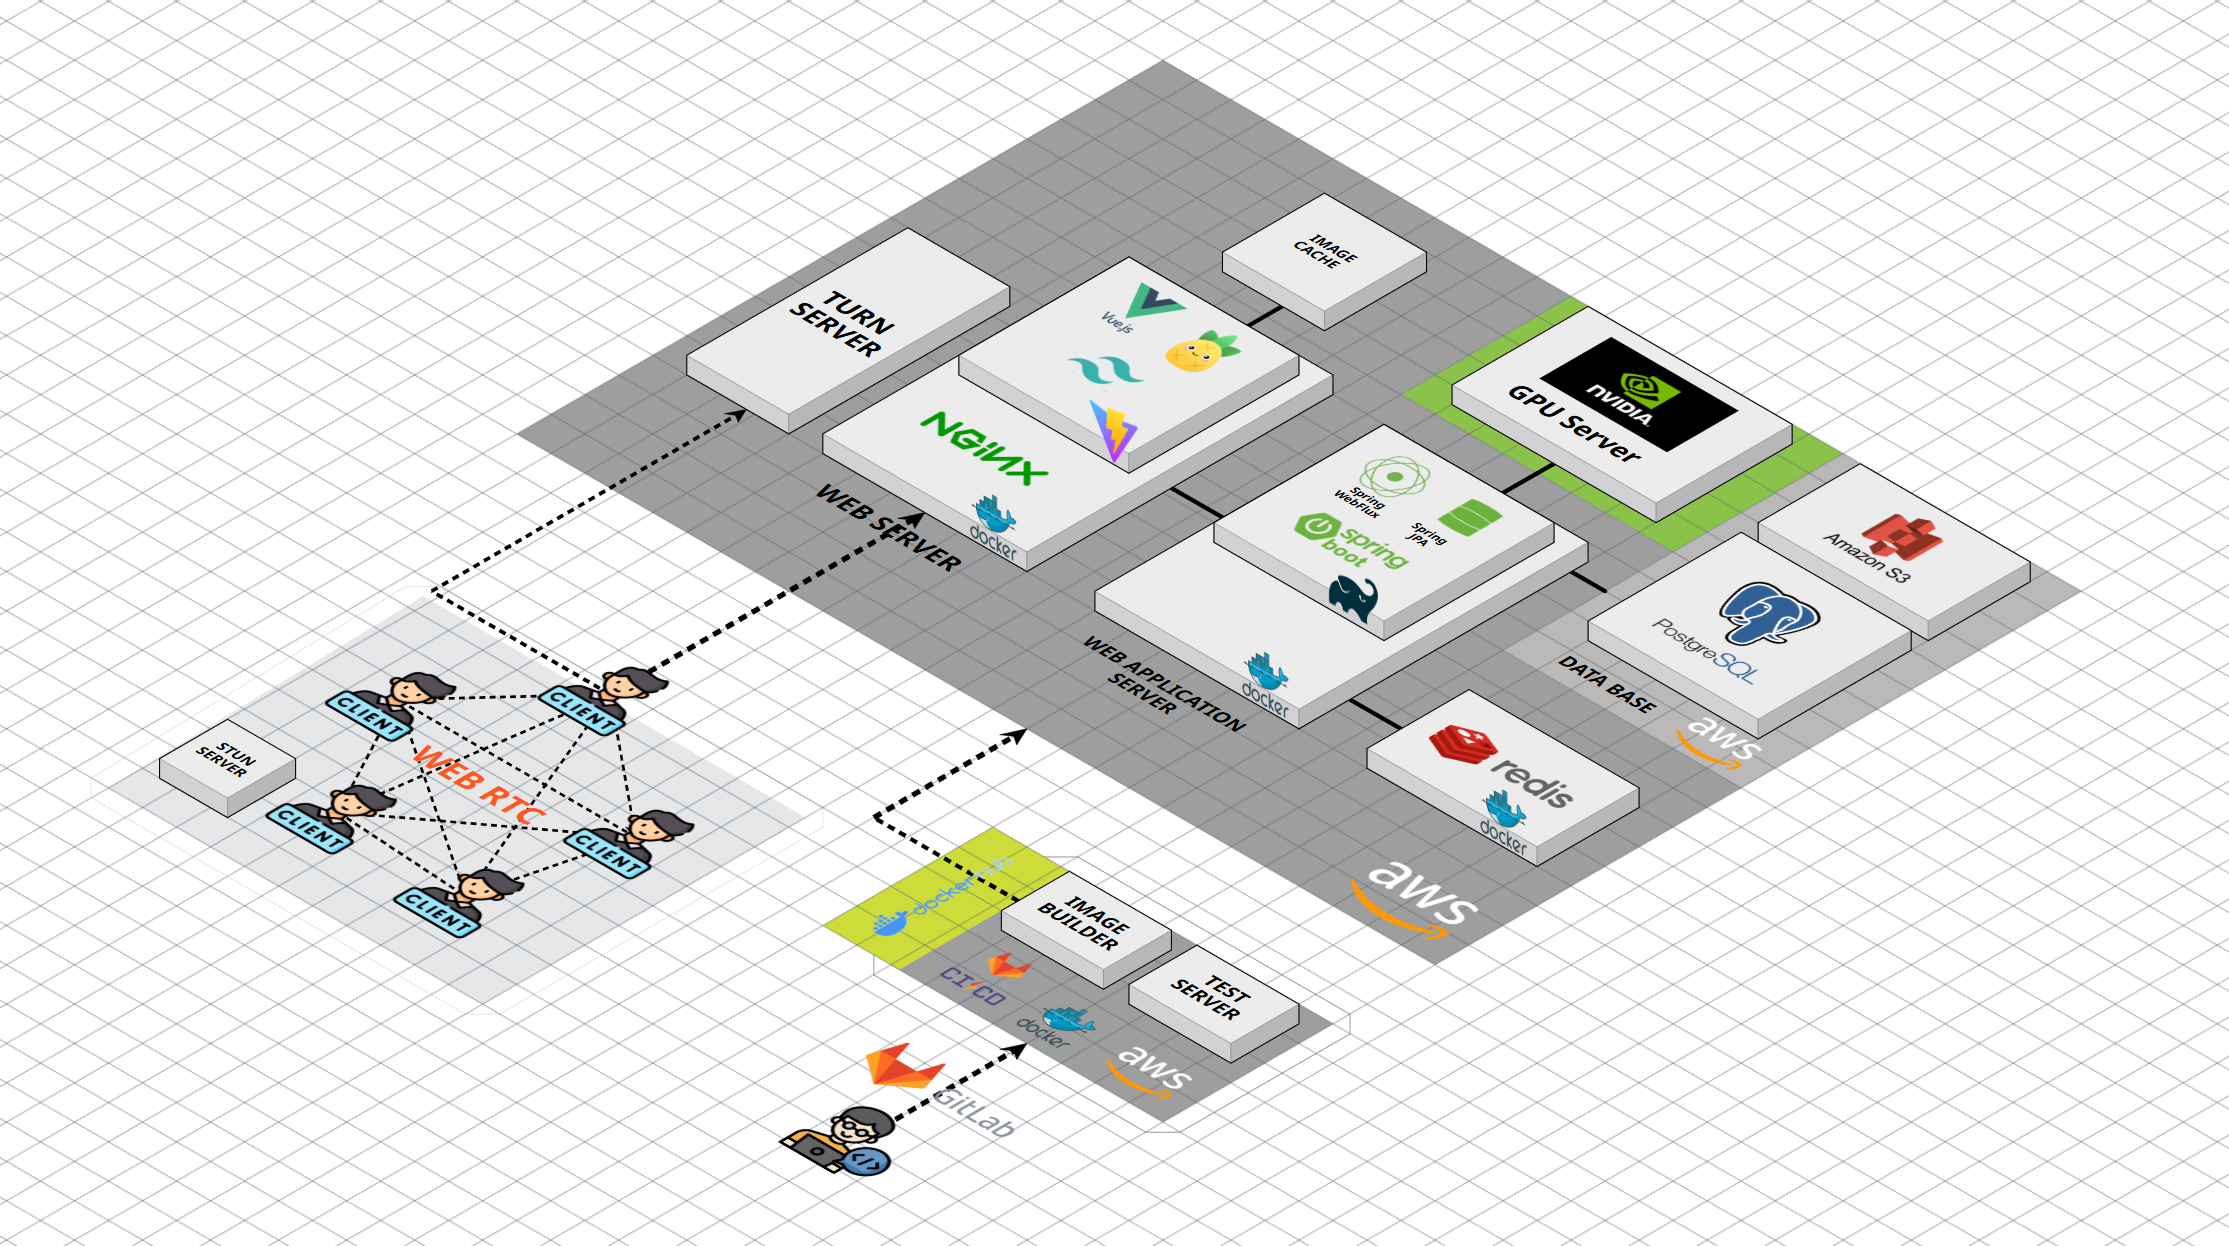 IMAGE
CACHE
TURN
SERVER
Vue.js
NGINX
docker
WEB SERVER
NVIDIA.
GPU Server
Spring
WebFlux
Spring
JPA
spring
boot
docker
WEB APPLICATION
SERVER
Amazon S3
PostgreSQL
DATA BASE
aws
redis
docker
aws
CLIENT
CLIENT
STUN
SERVER
WEB RTC
CLIENT
CLIENT
CLIENT
docker hub
IMAGE
BUILDER
TEST
SERVER
CI/CD
docker
aws
GitLab